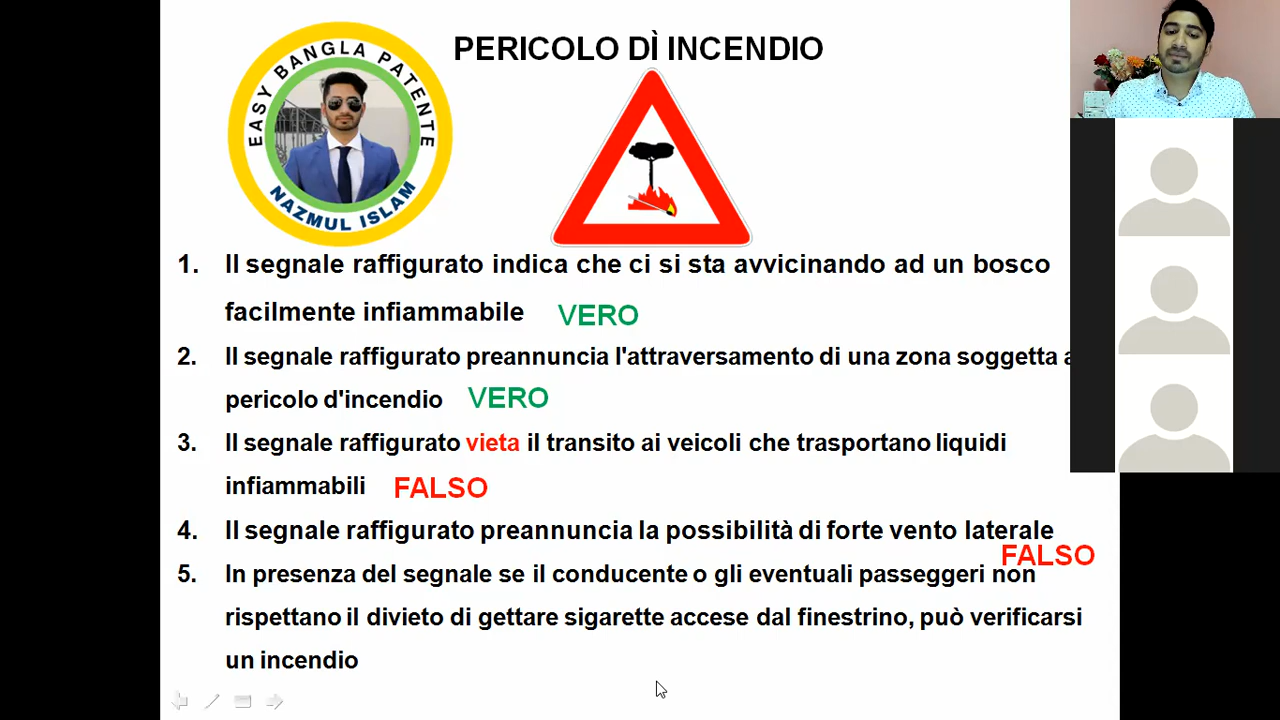 EASY BANGLA PATENTE
NAZMUL ISLAM
PERICOLO DÌ INCENDIO
1. Il segnale raffigurato indica che ci si sta avvicinando ad un bosco
facilmente infiammabile VERO
2. Il segnale raffigurato preannuncia l'attraversamento di una zona soggetta a
pericolo d'incendio VERO
3. Il segnale raffigurato vieta il transito ai veicoli che trasportano liquidi
infiammabili FALSO
4. Il segnale raffigurato preannuncia la possibilità di forte vento laterale
FALSO
5. In presenza del segnale se il conducente o gli eventuali passeggeri non
rispettano il divieto di gettare sigarette accese dal finestrino, può verificarsi
un incendio